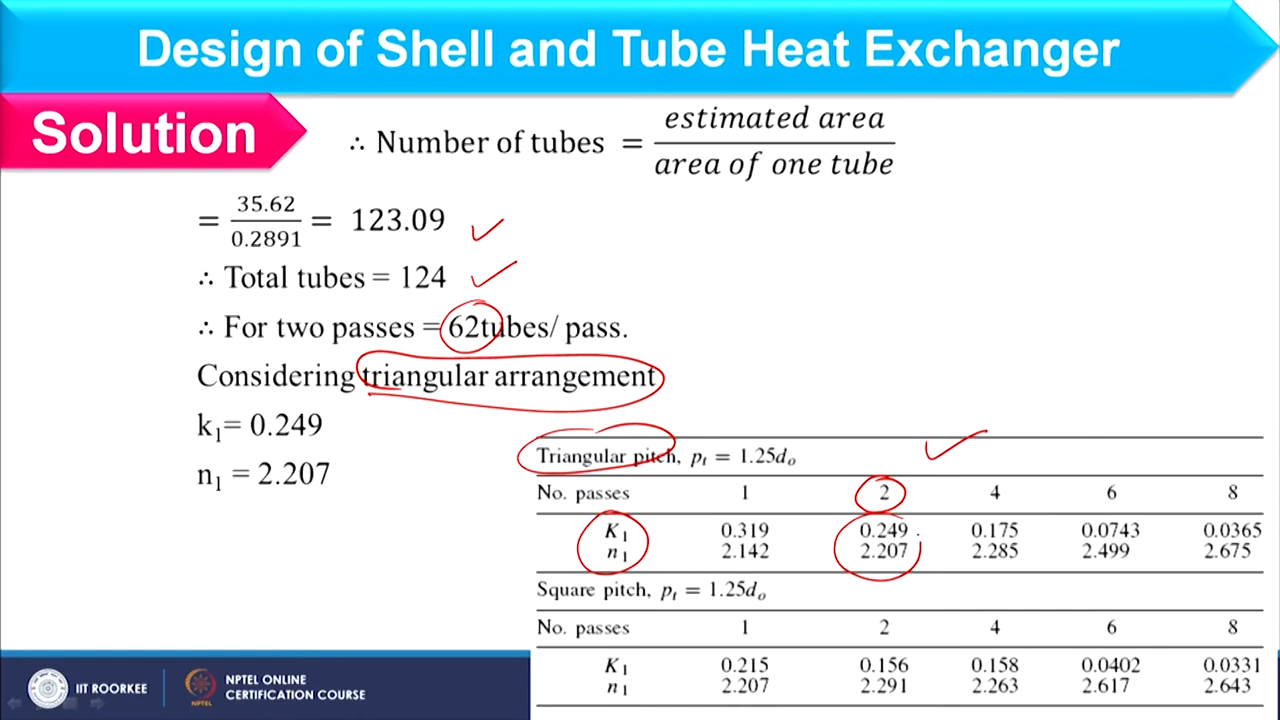 Design of Shell and Tube Heat Exchanger
Solution
∴ Number of tubes = estimated area / area of one tube
= 35.62 / 0.2891 = 123.09
∴ Total tubes = 124
∴ For two passes = 62tubes/ pass.
Considering triangular arrangement
k₁= 0.249
n₁ = 2.207
Triangular pitch, pₜ = 1.25dₒ
No. passes 1 2 4 6 8
K₁ 0.319 0.249 0.175 0.0743 0.0365
n₁ 2.142 2.207 2.285 2.499 2.675
Square pitch, pₜ = 1.25dₒ
No. passes 1 2 4 6 8
K₁ 0.215 0.156 0.158 0.0402 0.0331
n₁ 2.207 2.291 2.263 2.617 2.643
IIT ROORKEE
NPTEL
NPTEL ONLINE
CERTIFICATION COURSE